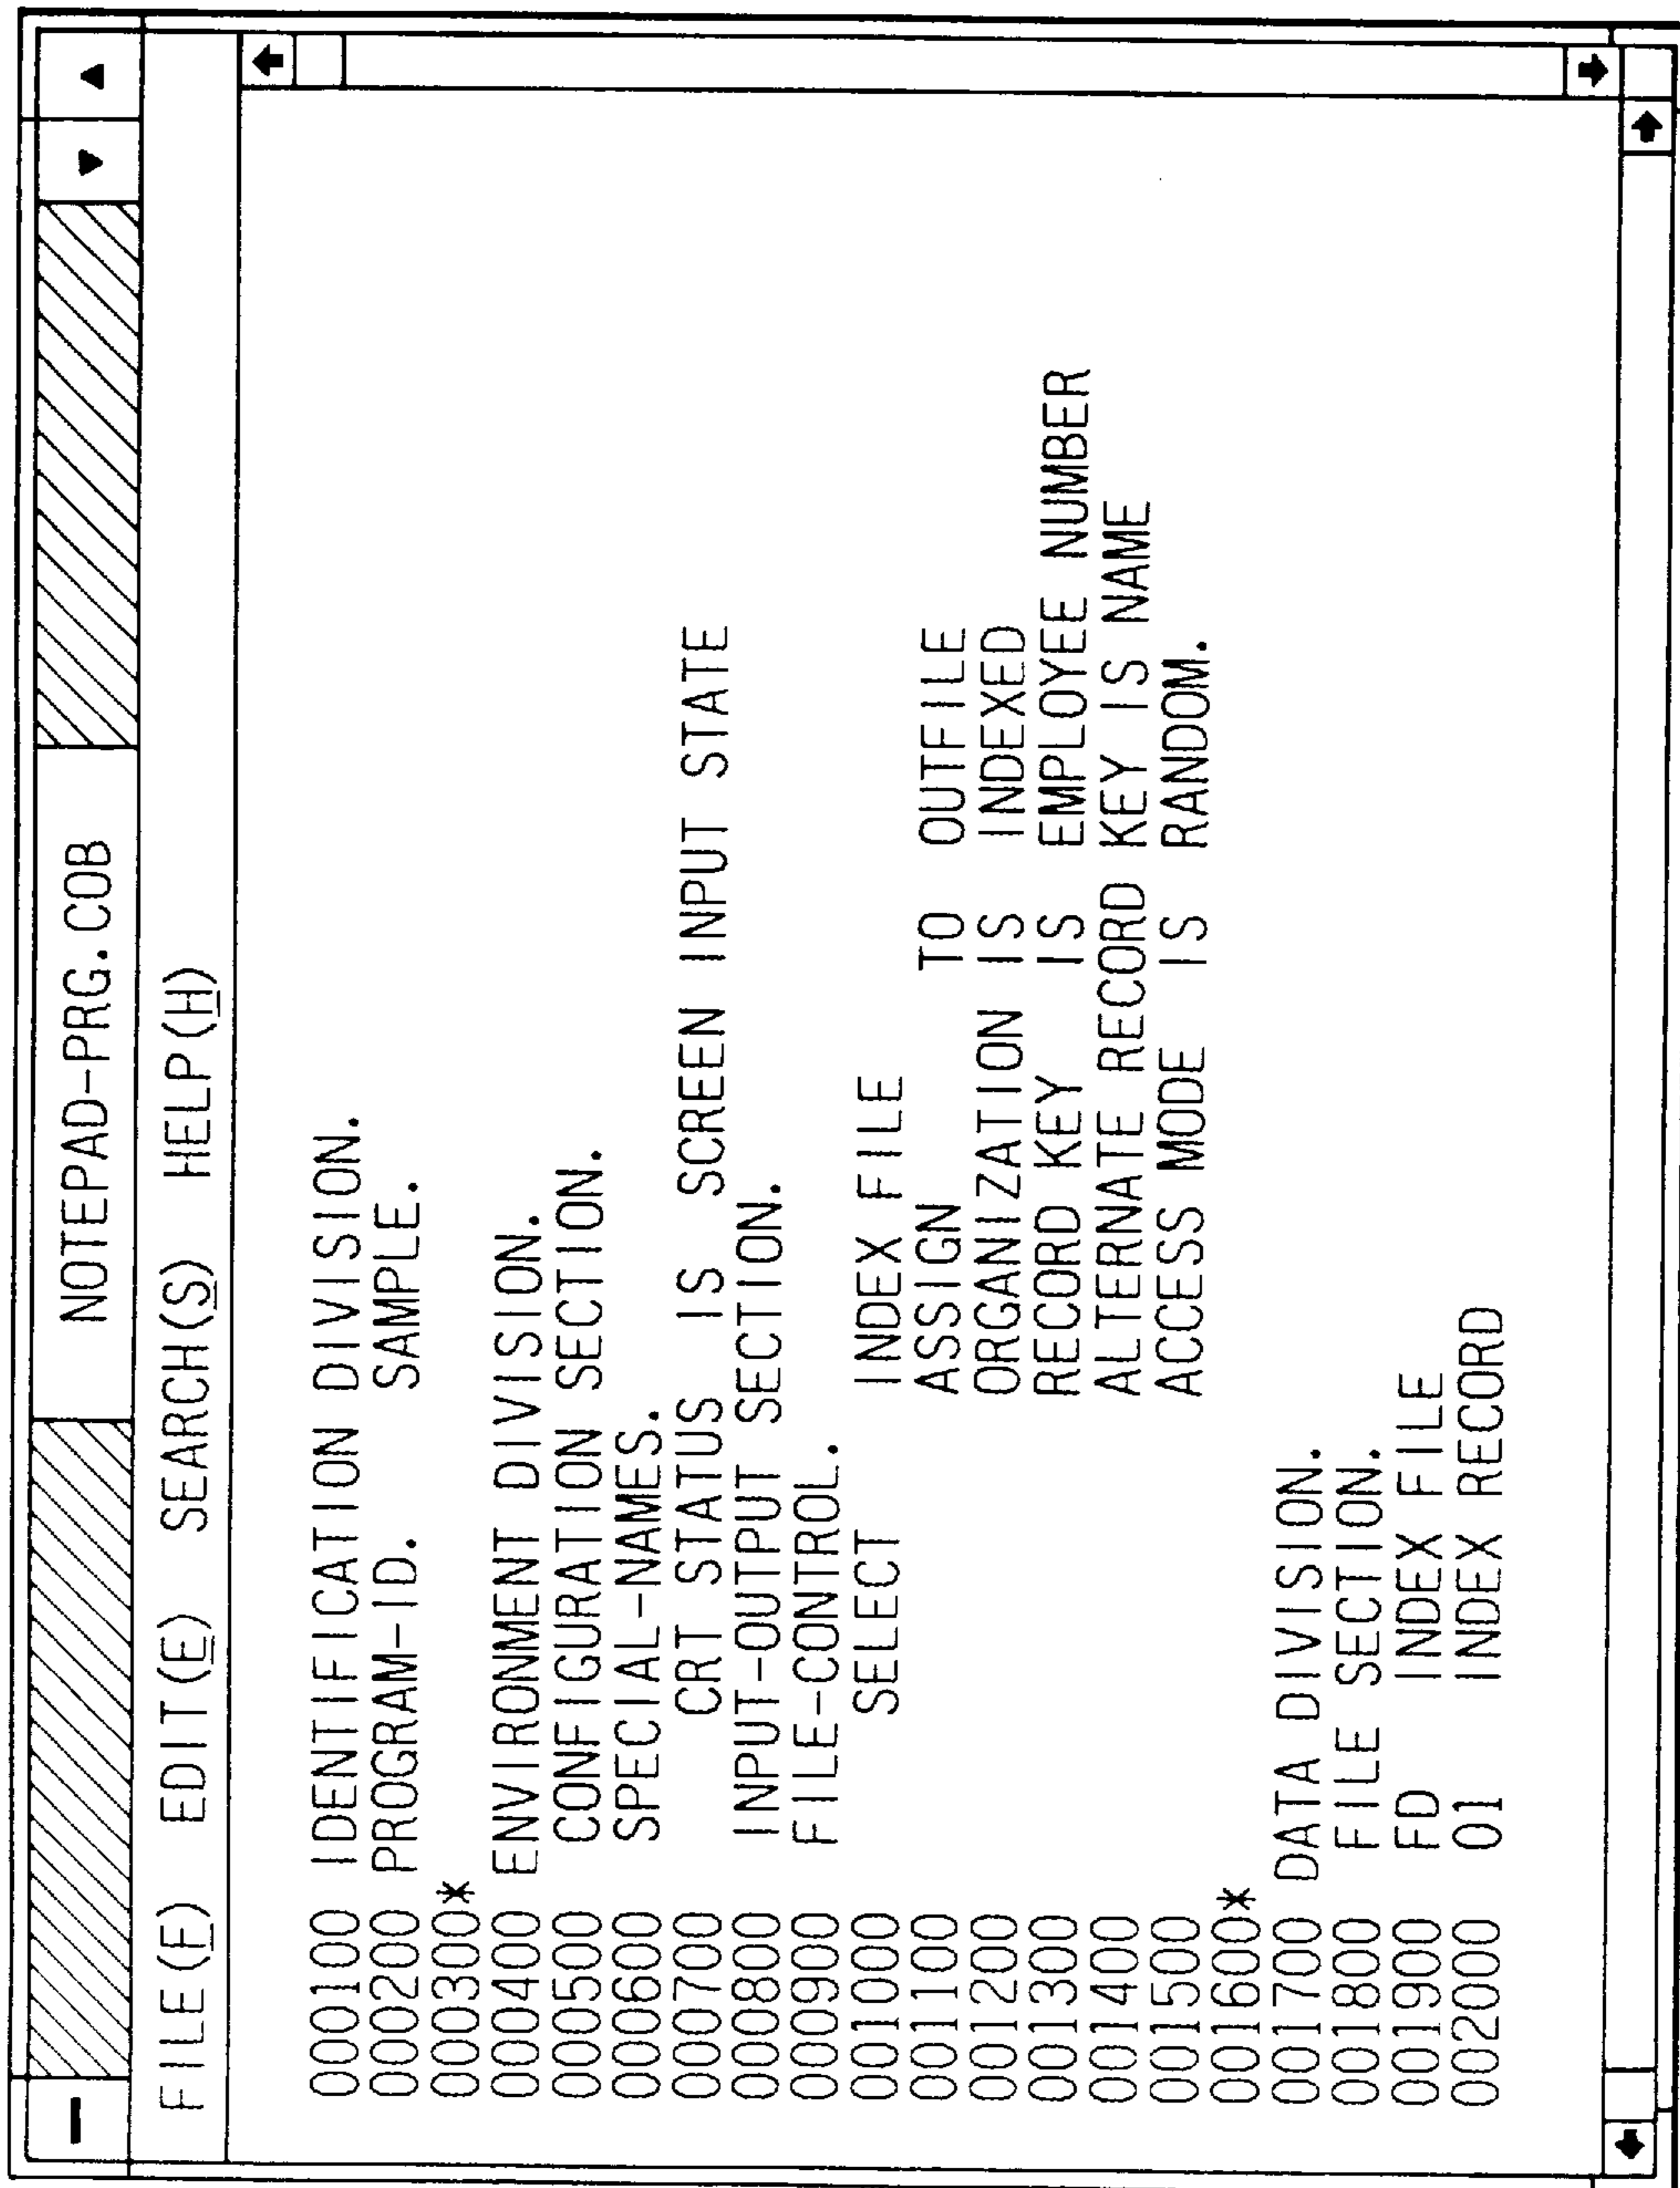 NOTEPAD-PRG.COB
FILE(F) EDIT(E) SEARCH(S) HELP(H)
000100 IDENTIFICATION DIVISION.
000200 PROGRAM-ID. SAMPLE.
000300*
000400 ENVIRONMENT DIVISION.
000500 CONFIGURATION SECTION.
000600 SPECIAL-NAMES.
000700 CRT STATUS IS SCREEN INPUT STATE
000800 INPUT-OUTPUT SECTION.
000900 FILE-CONTROL.
001000 SELECT INDEX FILE
001100 ASSIGN TO OUTFILE
001200 ORGANIZATION IS INDEXED
001300 RECORD KEY IS EMPLOYEE NUMBER
001400 ALTERNATE RECORD KEY IS NAME
001500 ACCESS MODE IS RANDOM.
001600*
001700 DATA DIVISION.
001800 FILE SECTION.
001900 FD INDEX FILE
002000 01 INDEX RECORD